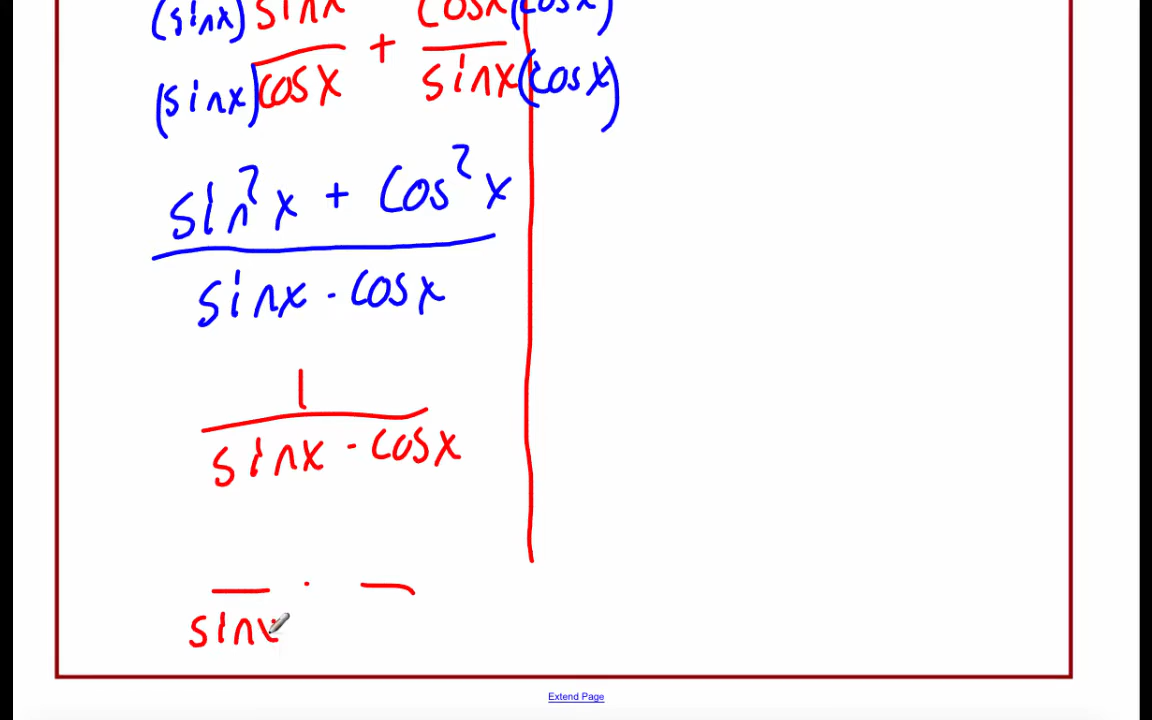 (sinx) sinx cosx (cosx)
(sinx) cosx + sinx (cosx)
sin²x + cos²x
sinx · cosx
1
sinx · cosx
·
sinx
Extend Page